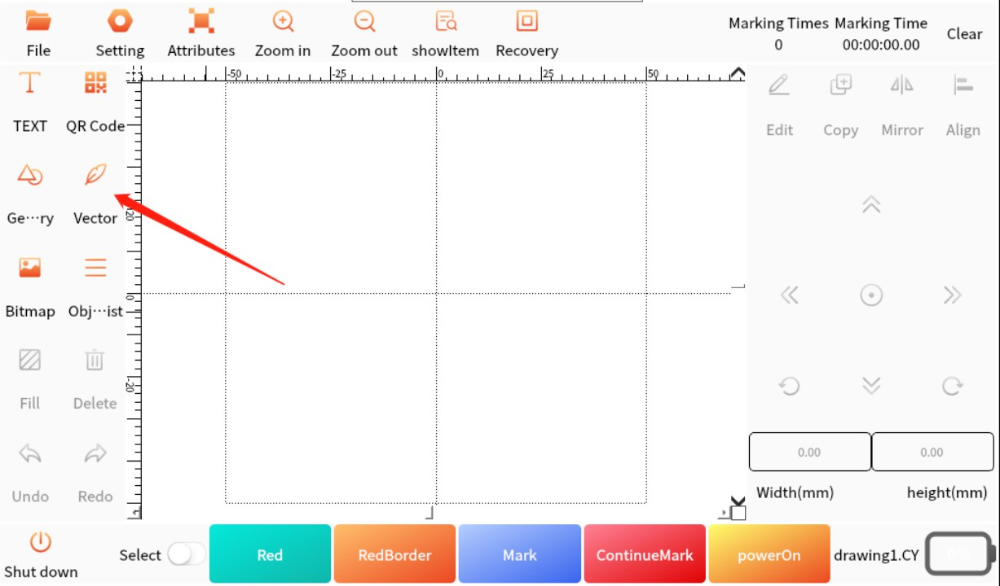 File Setting Attributes Zoom in Zoom out showItem Recovery
Marking Times Marking Time
0 00:00:00.00
Clear
-50 -25 0 25 50
TEXT QR Code
Ge⋯ry Vector
20
Bitmap Obj⋯ist
0
Fill Delete
-20
Undo Redo
Edit Copy Mirror Align
0.00 0.00
Width(mm) height(mm)
Shut down
Select
Red RedBorder Mark ContinueMark powerOn
drawing1.CY